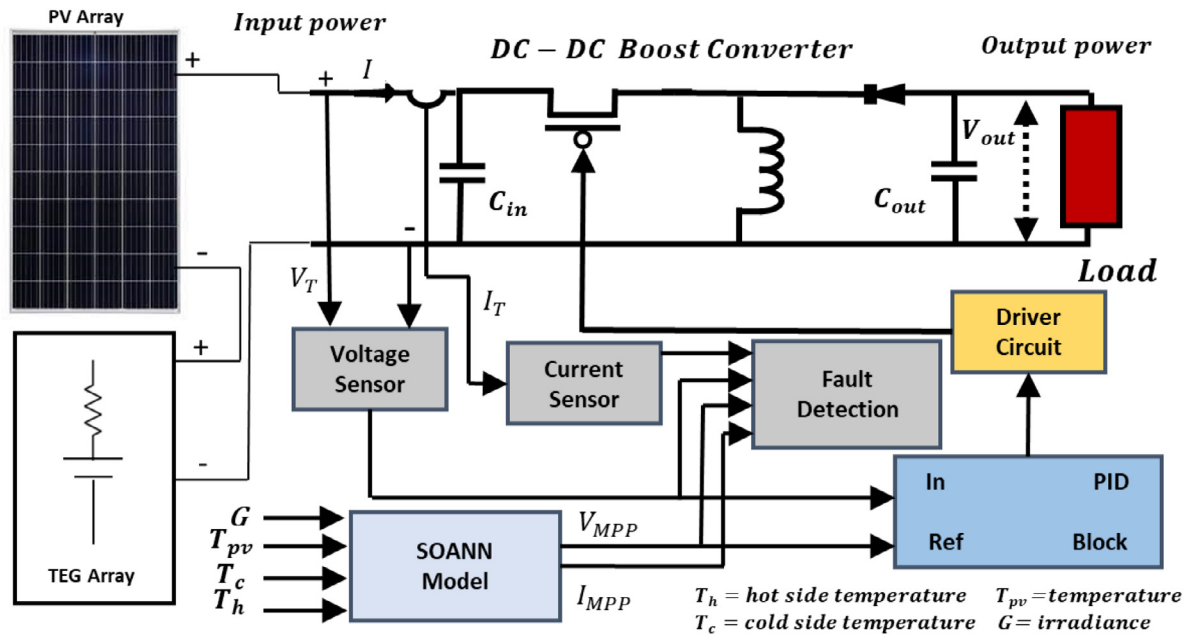 PV Array
Input power
DC − DC Boost Converter
Output power
+
+
I
V_out
C_in
C_out
-
-
V_T
I_T
Load
+
Voltage
Sensor
Current
Sensor
Fault
Detection
Driver
Circuit
-
In
PID
Ref
Block
G
T_pv
T_c
T_h
SOANN
Model
V_MPP
I_MPP
TEG Array
T_h = hot side temperature
T_pv=temperature
T_c = cold side temperature
G= irradiance